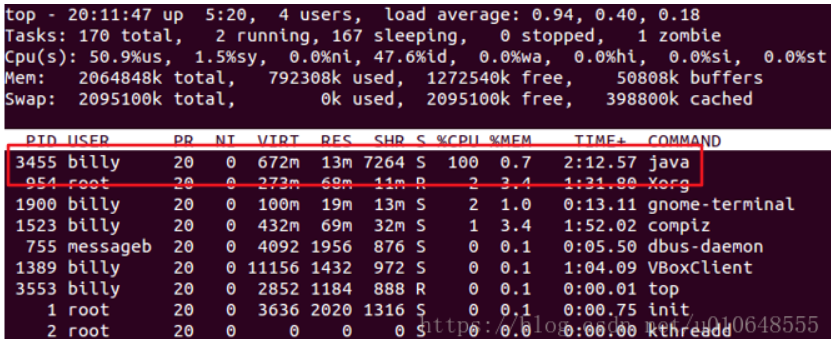 top - 20:11:47 up  5:20,  4 users,  load average: 0.94, 0.40, 0.18
Tasks: 170 total,   2 running, 167 sleeping,   0 stopped,   1 zombie
Cpu(s): 50.9%us,  1.5%sy,  0.0%ni, 47.6%id,  0.0%wa,  0.0%hi,  0.0%si,  0.0%st
Mem:   2064848k total,   792308k used,  1272540k free,    50808k buffers
Swap:  2095100k total,        0k used,  2095100k free,   398800k cached
PID USER      PR  NI  VIRT  RES  SHR S %CPU %MEM    TIME+  COMMAND
3455 billy     20   0  672m  13m 7264 S  100  0.7   2:12.57 java
954 root      20   0  273m  68m  11m R    2  3.4   1:31.80 Xorg
1900 billy     20   0  100m  19m  13m S    2  1.0   0:13.11 gnome-terminal
1523 billy     20   0  432m  69m  32m S    1  3.4   1:52.02 compiz
755 messageb  20   0  4092 1956  876 S    0  0.1   0:05.50 dbus-daemon
1389 billy     20   0 11156 1432  972 S    0  0.1   1:04.09 VBoxClient
3553 billy     20   0  2852 1184  888 R    0  0.1   0:00.01 top
1 root      20   0  3636 2020 1316 S    0  0.1   0:00.75 init
2 root      20   0     0    0    0 S    0  0.0   0:00.00 kthreadd
https://blog.csdn.net/u010648555